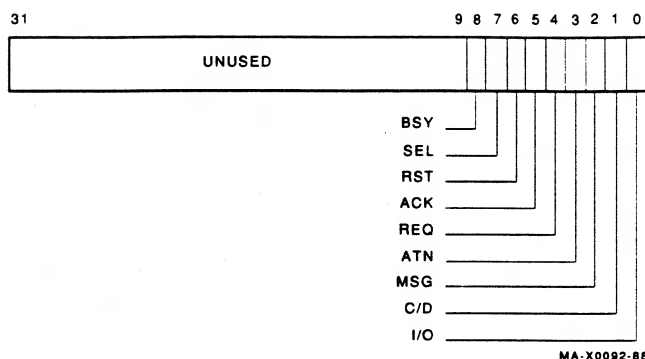 31 9 8 7 6 5 4 3 2 1 0
UNUSED
BSY
SEL
RST
ACK
REQ
ATN
MSG
C/D
I/O
MA-X0092-88